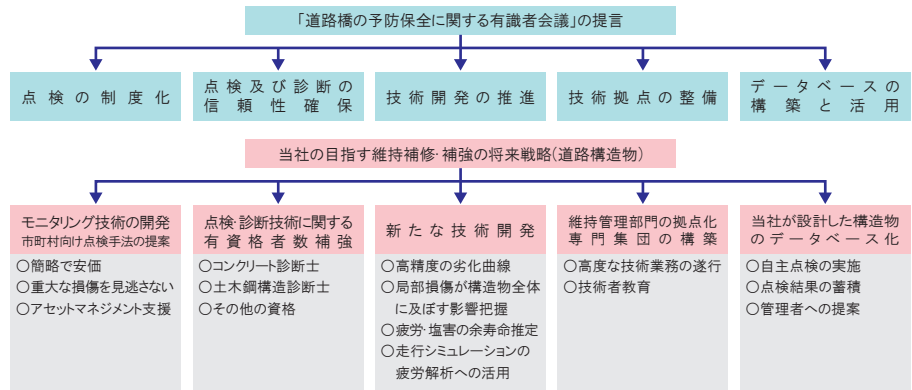 「道路橋の予防保全に関する有識者会議」の提言
点検の制度化
点検及び診断の
信頼性確保
技術開発の推進
技術拠点の整備
データベースの
構築と活用
当社の目指す維持補修・補強の将来戦略(道路構造物)
モニタリング技術の開発
市町村向け点検手法の提案
○簡略で安価
○重大な損傷を見逃さない
○アセットマネジメント支援
点検・診断技術に関する
有資格者数補強
○コンクリート診断士
○土木鋼構造診断士
○その他の資格
新たな技術開発
○高精度の劣化曲線
○局部損傷が構造物全体
に及ぼす影響把握
○疲労・塩害の余寿命推定
○走行シミュレーションの
疲労解析への活用
維持管理部門の拠点化
専門集団の構築
○高度な技術業務の遂行
○技術者教育
当社が設計した構造物
のデータベース化
○自主点検の実施
○点検結果の蓄積
○管理者への提案